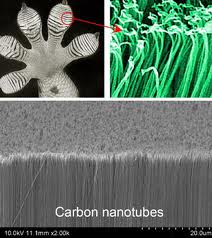 Carbon nanotubes
10.0kV 11.1mm x2.00k 20.0um